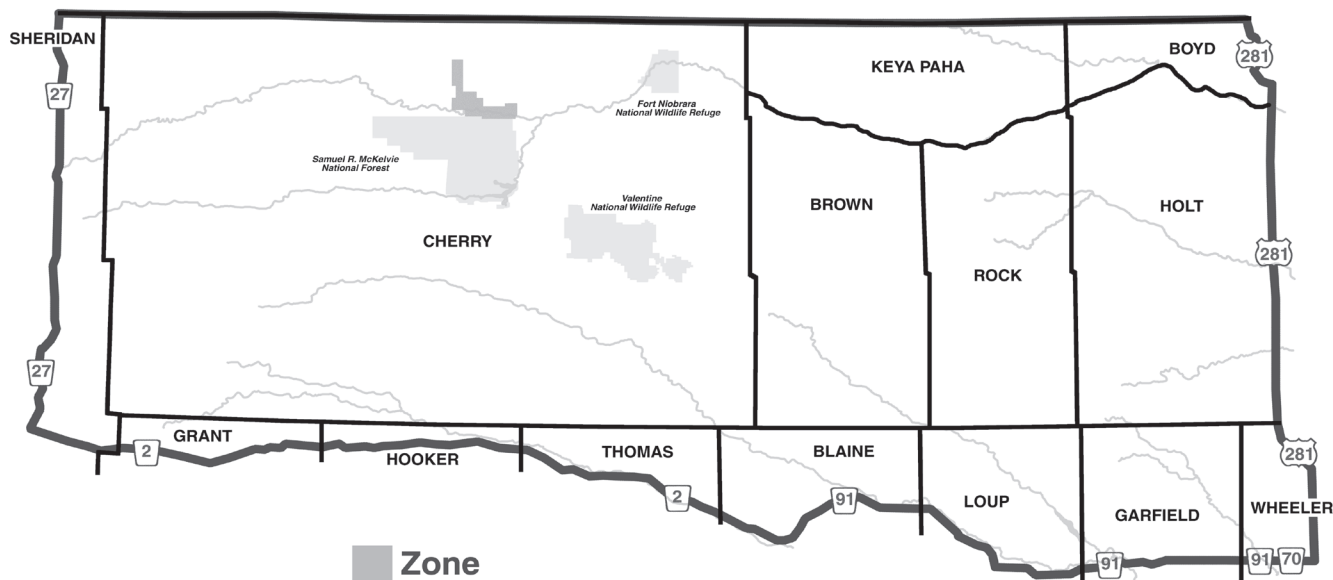 SHERIDAN
27
KEYA PAHA
BOYD
281
Fort Niobrara
National Wildlife Refuge
Samuel R. McKelvie
National Forest
Valentine
National Wildlife Refuge
CHERRY
BROWN
ROCK
HOLT
281
27
GRANT
2
HOOKER
THOMAS
2
BLAINE
91
LOUP
GARFIELD
91
281
WHEELER
91
70
Zone